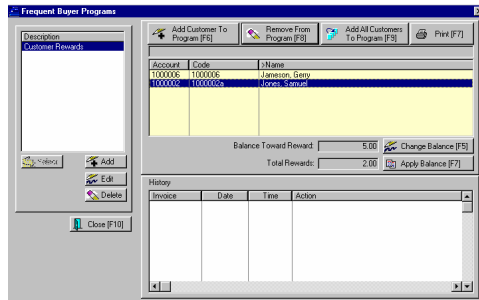 Frequent Buyer Programs
Description
Customer Rewards
Select
Add
Edit
Delete
Close [F10]
Add Customer To Program [F6]
Remove From Program [F8]
Add All Customers To Program [F9]
Print [F7]
Account Code >Name
1000006 1000006 Jameson, Gerry
1000002 1000002a Jones, Samuel
Balance Toward Reward: 5.00 Change Balance [F5]
Total Rewards: 2.00 Apply Balance [F7]
History
Invoice Date Time Action